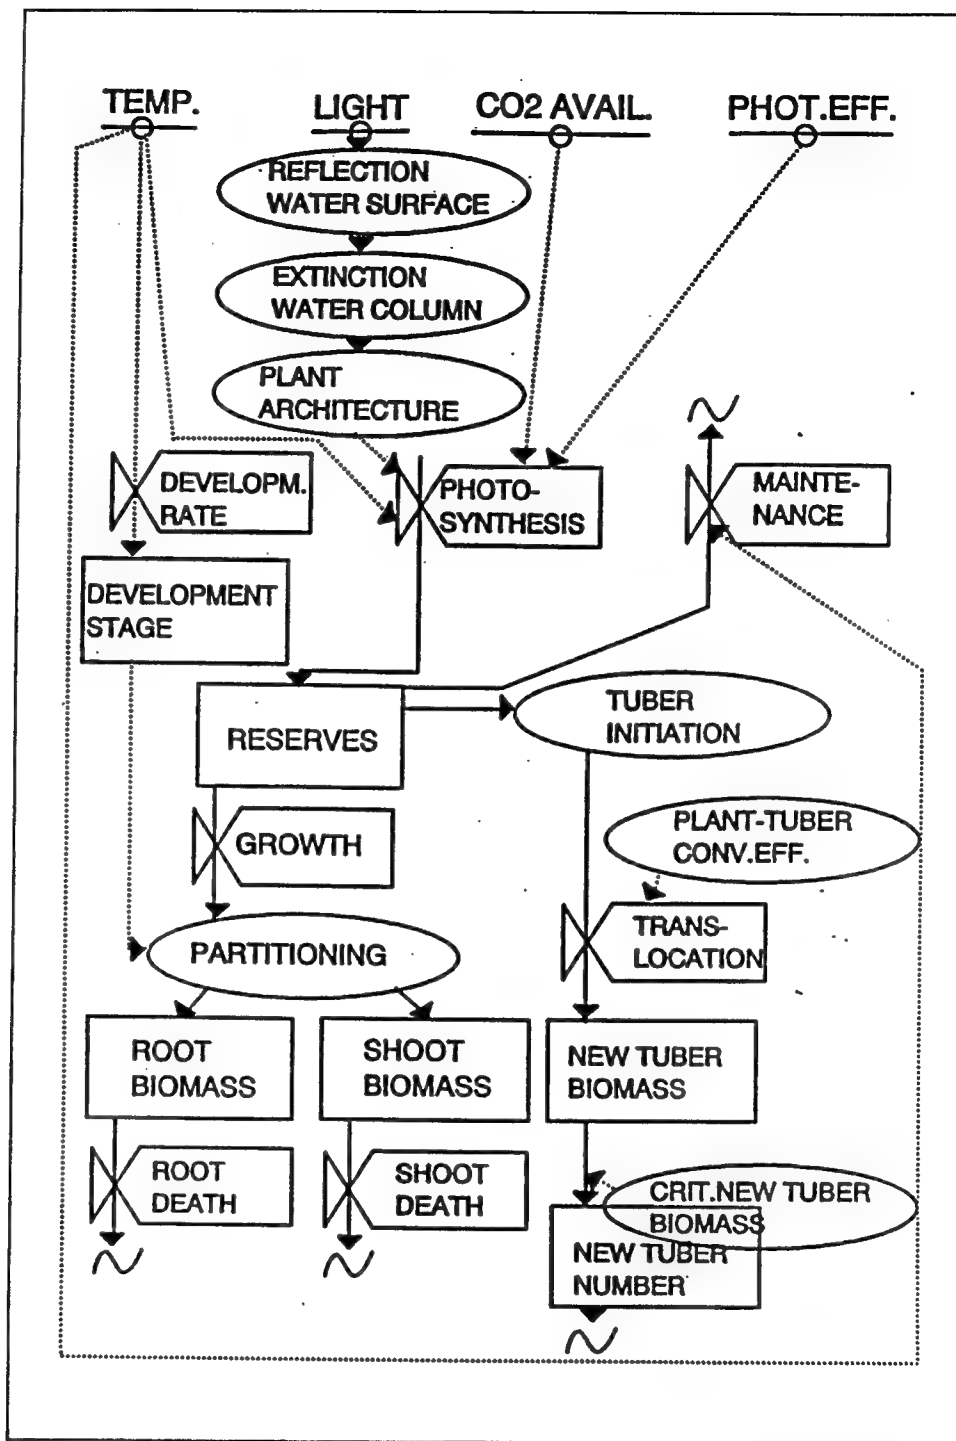 TEMP.
LIGHT
CO2 AVAIL.
PHOT.EFF.
REFLECTION
WATER SURFACE
EXTINCTION
WATER COLUMN
PLANT
ARCHITECTURE
DEVELOPM.
RATE
PHOTO-
SYNTHESIS
MAINTE-
NANCE
DEVELOPMENT
STAGE
RESERVES
TUBER
INITIATION
GROWTH
PLANT-TUBER
CONV.EFF.
PARTITIONING
TRANS-
LOCATION
ROOT
BIOMASS
SHOOT
BIOMASS
NEW TUBER
BIOMASS
ROOT
DEATH
SHOOT
DEATH
CRIT.NEW TUBER
BIOMASS
NEW TUBER
NUMBER